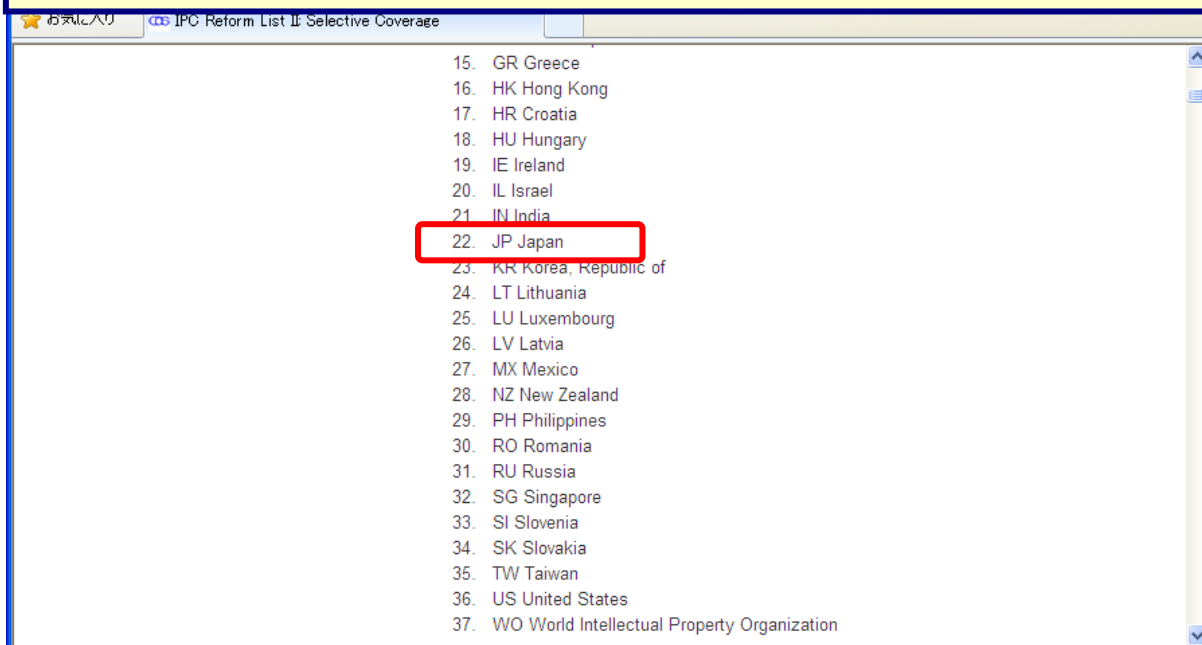 お気に入り CAS IPC Reform List II: Selective Coverage
15. GR Greece
16. HK Hong Kong
17. HR Croatia
18. HU Hungary
19. IE Ireland
20. IL Israel
21. IN India
22. JP Japan
23. KR Korea, Republic of
24. LT Lithuania
25. LU Luxembourg
26. LV Latvia
27. MX Mexico
28. NZ New Zealand
29. PH Philippines
30. RO Romania
31. RU Russia
32. SG Singapore
33. SI Slovenia
34. SK Slovakia
35. TW Taiwan
36. US United States
37. WO World Intellectual Property Organization